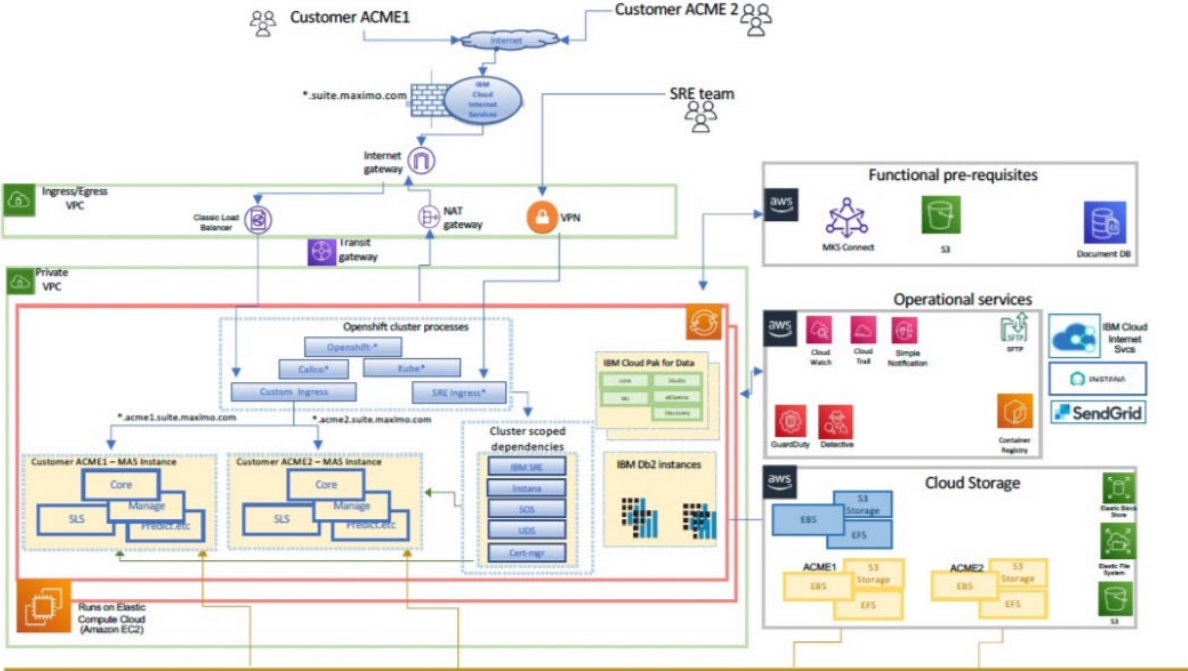 Customer ACME1
Customer ACME 2
Internet
*.suite.maximo.com
IBM
Cloud
Internet
Services
SRE team
Internet
gateway
Ingress/Egress
VPC
Classic Load
Balancer
NAT
gateway
VPN
Transit
gateway
Private
VPC
Openshift cluster processes
Openshift-*
Calico*
Kube*
Custom Ingress
SRE Ingress*
*.acme1.suite.maximo.com
*.acme2.suite.maximo.com
Customer ACME1 – MAS Instance
Core
Manage
SLS
Predict.etc
Customer ACME2 – MAS Instance
Core
Manage
SLS
Predict.etc
Cluster scoped
dependencies
IBM SRE
Instana
SOS
UDS
Cert-mgr
IBM Cloud Pak for Data
Core
Studio
WS
Discovery
IBM Db2 instances
Runs on Elastic
Compute Cloud
(Amazon EC2)
Functional pre-requisites
aws
MKS Connect
S3
Document DB
Operational services
aws
Cloud
Watch
Cloud
Trail
Simple
Notification
SFTP
SFTP
GuardDuty
Detective
Container
Registry
IBM Cloud
Internet
Svcs
INSTANA
SendGrid
aws
Cloud Storage
S3
Storage
EBS
EFS
ACME1
S3
Storage
EBS
EFS
ACME2
S3
Storage
EBS
EFS
Elastic Block
Store
Elastic File
System
S3